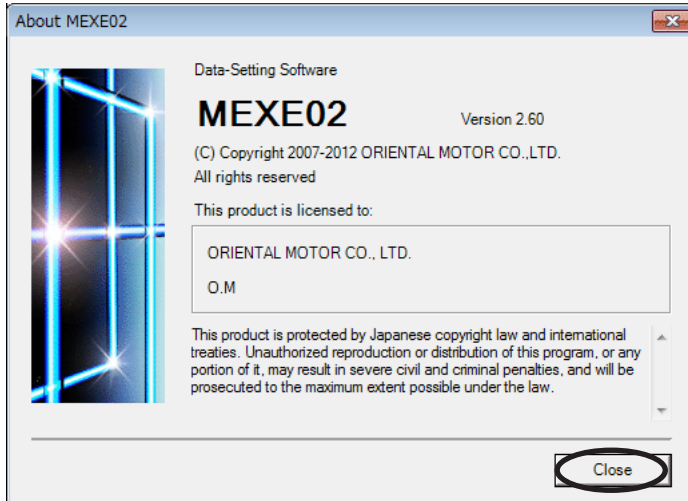 About MEXE02
Data-Setting Software
MEXE02 Version 2.60
(C) Copyright 2007-2012 ORIENTAL MOTOR CO.,LTD.
All rights reserved
This product is licensed to:
ORIENTAL MOTOR CO., LTD.
O.M
This product is protected by Japanese copyright law and international
treaties. Unauthorized reproduction or distribution of this program, or any
portion of it, may result in severe civil and criminal penalties, and will be
prosecuted to the maximum extent possible under the law.
Close